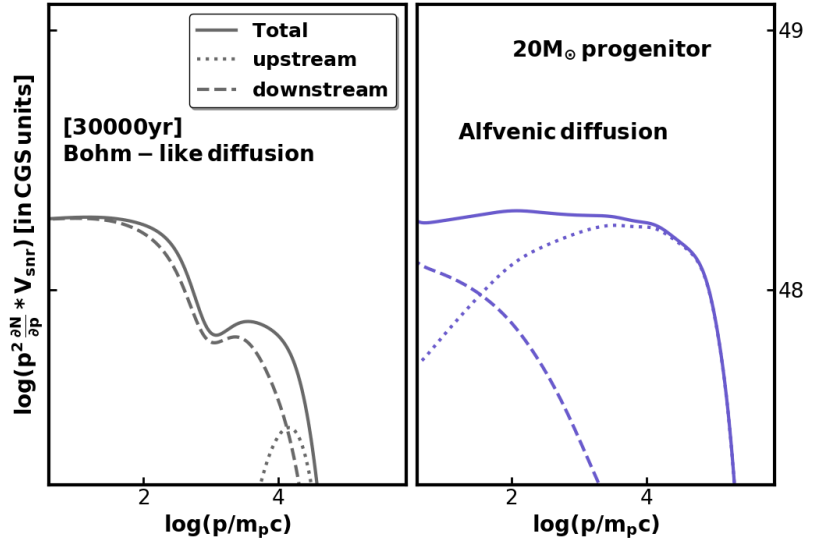 Total
upstream
downstream
[30000yr]
Bohm – like diffusion
log(p² ∂N/∂p * Vsnr) [in CGS units]
2
4
log(p/mₚc)
20M⊙ progenitor
Alfvenic diffusion
49
48
2
4
log(p/mₚc)